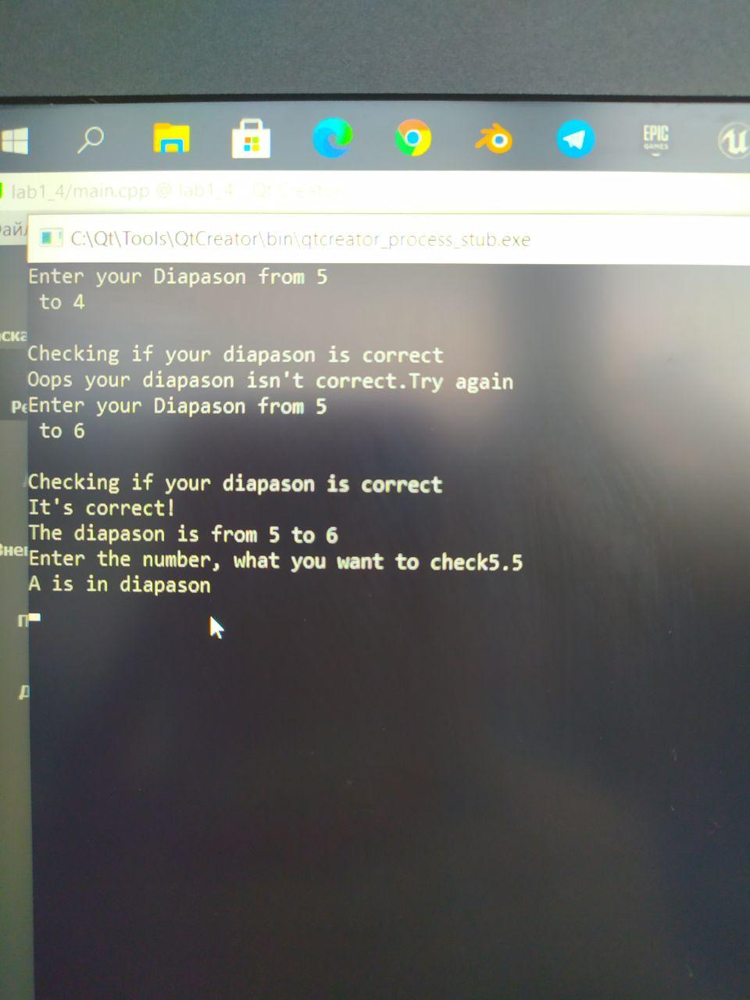 EPIC
GAMES
lab1_4/main.cpp @ lab1_4 - Qt Creator
C:\Qt\Tools\QtCreator\bin\qtcreator_process_stub.exe
Enter your Diapason from 5
to 4
Checking if your diapason is correct
Oops your diapason isn't correct.Try again
Enter your Diapason from 5
to 6
Checking if your diapason is correct
It's correct!
The diapason is from 5 to 6
Enter the number, what you want to check5.5
A is in diapason